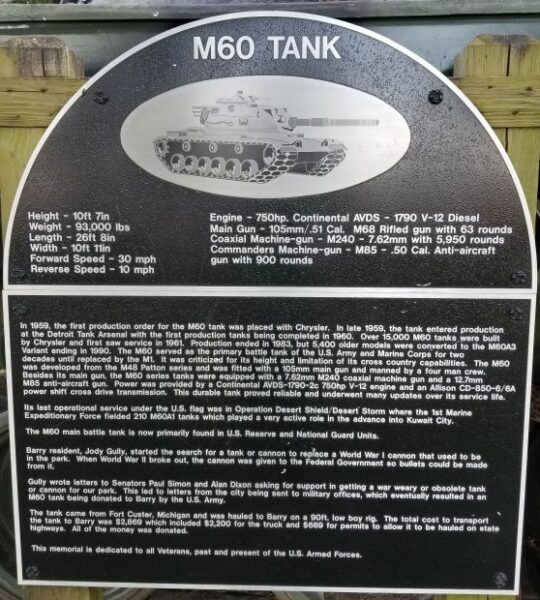 M60 TANK
Height - 10ft 7in
Weight - 93,000 lbs
Length - 26ft 8in
Width - 10ft 11in
Forward Speed - 30 mph
Reverse Speed - 10 mph
Engine - 750hp. Continental AVDS - 1790 V-12 Diesel
Main Gun - 105mm/.51 Cal. M68 Rifled gun with 63 rounds
Coaxial Machine-gun - M240 - 7.62mm with 5,950 rounds
Commanders Machine-gun - M85 - .50 Cal. Anti-aircraft
gun with 900 rounds
In 1959, the first production order for the M60 tank was placed with Chrysler. In late 1959, the tank entered production
at the Detroit Tank Arsenal with the first production tanks being completed in 1960. Over 15,000 M60 tanks were built
by Chrysler and first saw service in 1961. Production ended in 1983, but 5,400 older models were converted to the M60A3
Variant ending in 1990. The M60 served as the primary battle tank of the U.S. Army and Marine Corps for two
decades until replaced by the M1. It was criticized for its height and limitation of its cross country capabilities. The M60
was developed from the M48 Patton series and was fitted with a 105mm main gun and manned by a four man crew.
Besides its main gun, the M60 series tanks were equipped with a 7.62mm M240 coaxial machine gun and a 12.7mm
M85 anti-aircraft gun. Power was provided by a Continental AVDS-1790-2c 750hp V-12 engine and an Allison CD-850-6/6A
power shift cross drive transmission. This durable tank proved reliable and underwent many updates over its service life.
Its last operational service under the U.S. flag was in Operation Desert Shield/Desert Storm where the 1st Marine
Expeditionary Force fielded 210 M60A1 tanks which played a very active role in the advance into Kuwait City.
The M60 main battle tank is now primarily found in U.S. Reserve and National Guard Units.
Barry resident, Jody Gully, started the search for a tank or cannon to replace a World War I cannon that used to be
in the park. When World War II broke out, the cannon was given to the Federal Government so bullets could be made
from it.
Gully wrote letters to Senators Paul Simon and Alan Dixon asking for support in getting a war weary or obsolete tank
or cannon for our park. This led to letters from the city being sent to military offices, which eventually resulted in an
M60 tank being donated to Barry by the U.S. Army.
The tank came from Fort Custer, Michigan and was hauled to Barry on a 90ft. low boy rig. The total cost to transport
the tank to Barry was $2,869 which included $2,200 for the truck and $669 for permits to allow it to be hauled on state
highways. All of the money was donated.
This memorial is dedicated to all Veterans, past and present of the U.S. Armed Forces.